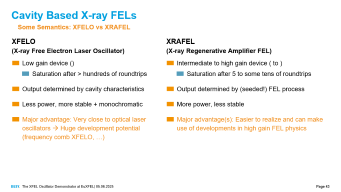 Cavity Based X-ray FELs
Some Semantics: XFELO vs XRAFEL
XFELO
(X-ray Free Electron Laser Oscillator)
Low gain device ()
Saturation after > hundreds of roundtrips
Output determined by cavity characteristics
Less power, more stable + monochromatic
Major advantage: Very close to optical laser
oscillators → Huge development potential
(frequency comb XFELO, … )
XRAFEL
(X-ray Regenerative Amplifier FEL)
Intermediate to high gain device ( to )
Saturation after 5 to some tens of roundtrips
Output determined by (seeded!) FEL process
More power, less stable
Major advantage(s): Easier to realize and can make
use of developments in high gain FEL physics
The XFEL Oscillator Demonstrator at EuXFEL|
Page 42